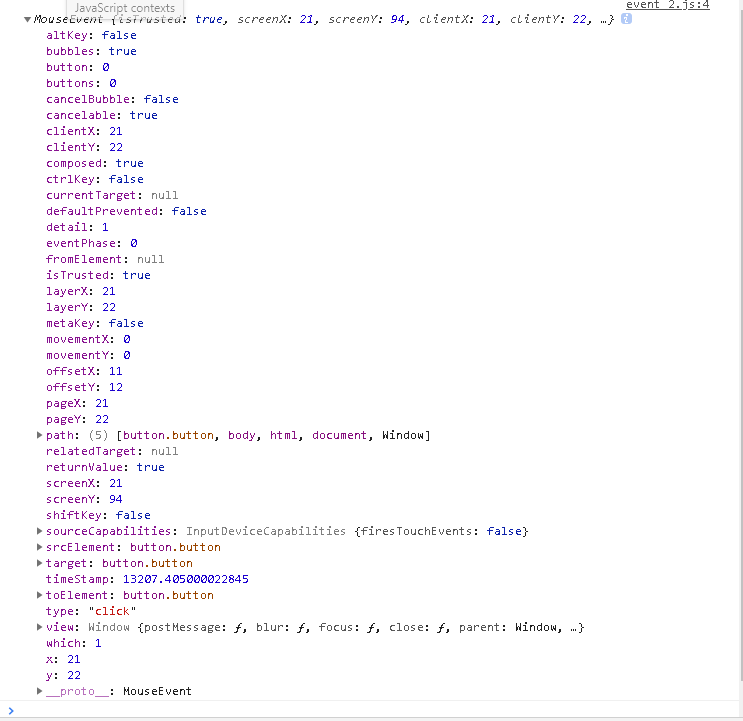 JavaScript contexts
event 2.js:4
▼MouseEvent {isTrusted: true, screenX: 21, screenY: 94, clientX: 21, clientY: 22, …}
altKey: false
bubbles: true
button: 0
buttons: 0
cancelBubble: false
cancelable: true
clientX: 21
clientY: 22
composed: true
ctrlKey: false
currentTarget: null
defaultPrevented: false
detail: 1
eventPhase: 0
fromElement: null
isTrusted: true
layerX: 21
layerY: 22
metaKey: false
movementX: 0
movementY: 0
offsetX: 11
offsetY: 12
pageX: 21
pageY: 22
▶path: (5) [button.button, body, html, document, Window]
relatedTarget: null
returnValue: true
screenX: 21
screenY: 94
shiftKey: false
▶sourceCapabilities: InputDeviceCapabilities {firesTouchEvents: false}
▶srcElement: button.button
▶target: button.button
timeStamp: 13207.405000022845
▶toElement: button.button
type: "click"
▶view: Window {postMessage: ƒ, blur: ƒ, focus: ƒ, close: ƒ, parent: Window, …}
which: 1
x: 21
y: 22
▶__proto__: MouseEvent